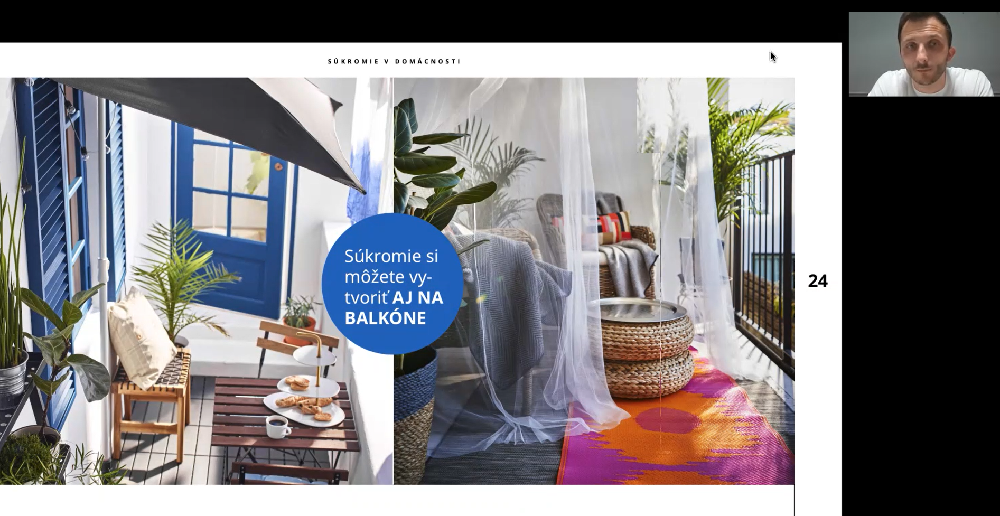 SÚKROMIE V DOMÁCNOSTI
Súkromie si
môžete vy-
tvoriť AJ NA
BALKÓNE
24